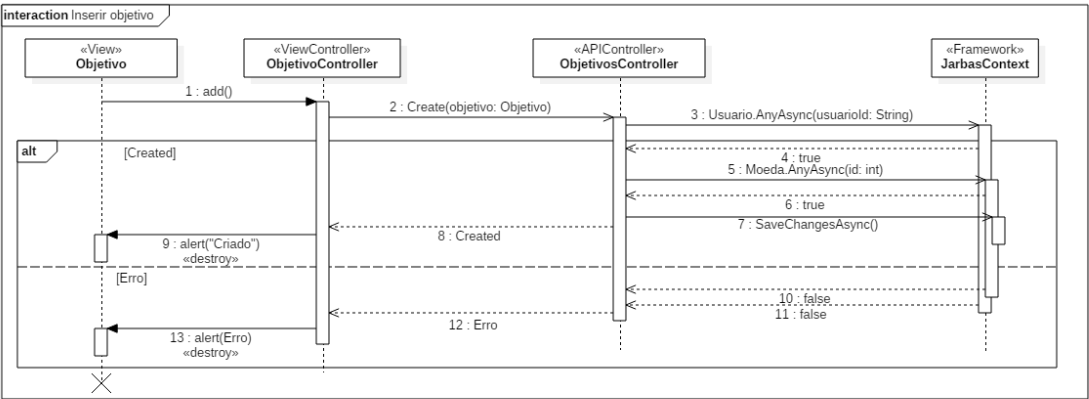 interaction Inserir objetivo
«View»
Objetivo
«ViewController»
ObjetivoController
«APIController»
ObjetivosController
«Framework»
JarbasContext
1 : add()
2 : Create(objetivo: Objetivo)
3 : Usuario.AnyAsync(usuarioId: String)
alt
[Created]
4 : true
5 : Moeda.AnyAsync(id: int)
6 : true
7 : SaveChangesAsync()
8 : Created
9 : alert("Criado")
«destroy»
[Erro]
10 : false
11 : false
12 : Erro
13 : alert(Erro)
«destroy»